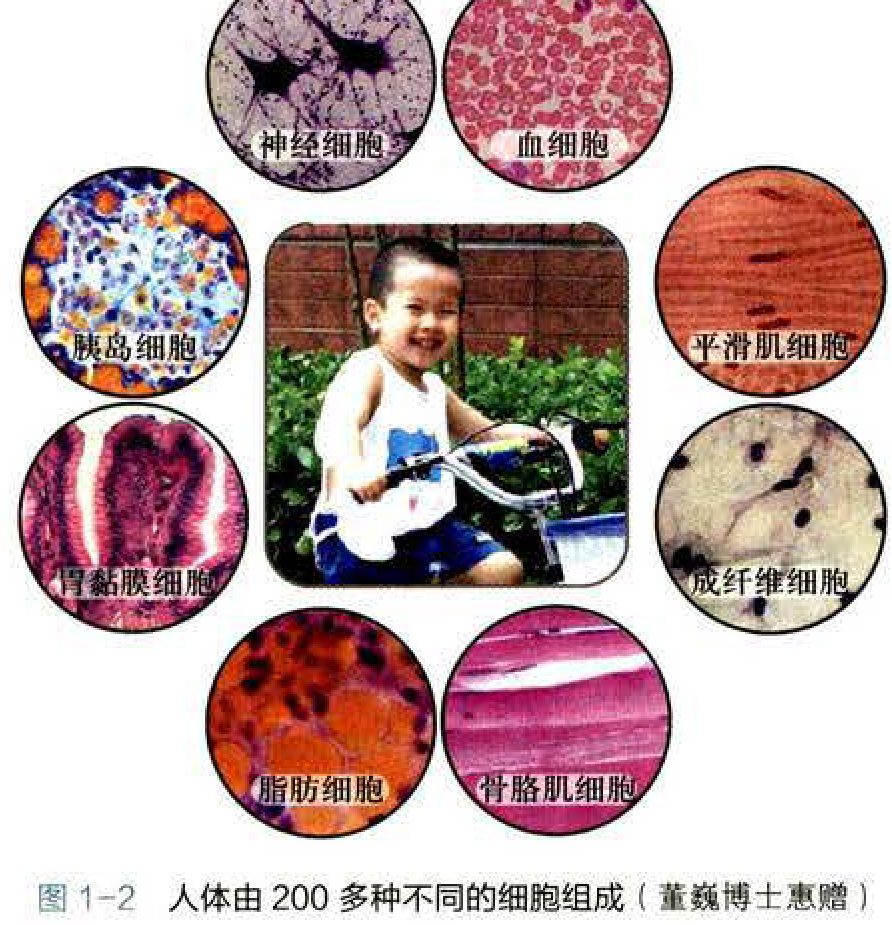 神经细胞
血细胞
胰岛细胞
平滑肌细胞
胃黏膜细胞
成纤维细胞
脂肪细胞
骨胳肌细胞
图 1-2 人体由 200 多种不同的细胞组成（董巍博士惠赠）